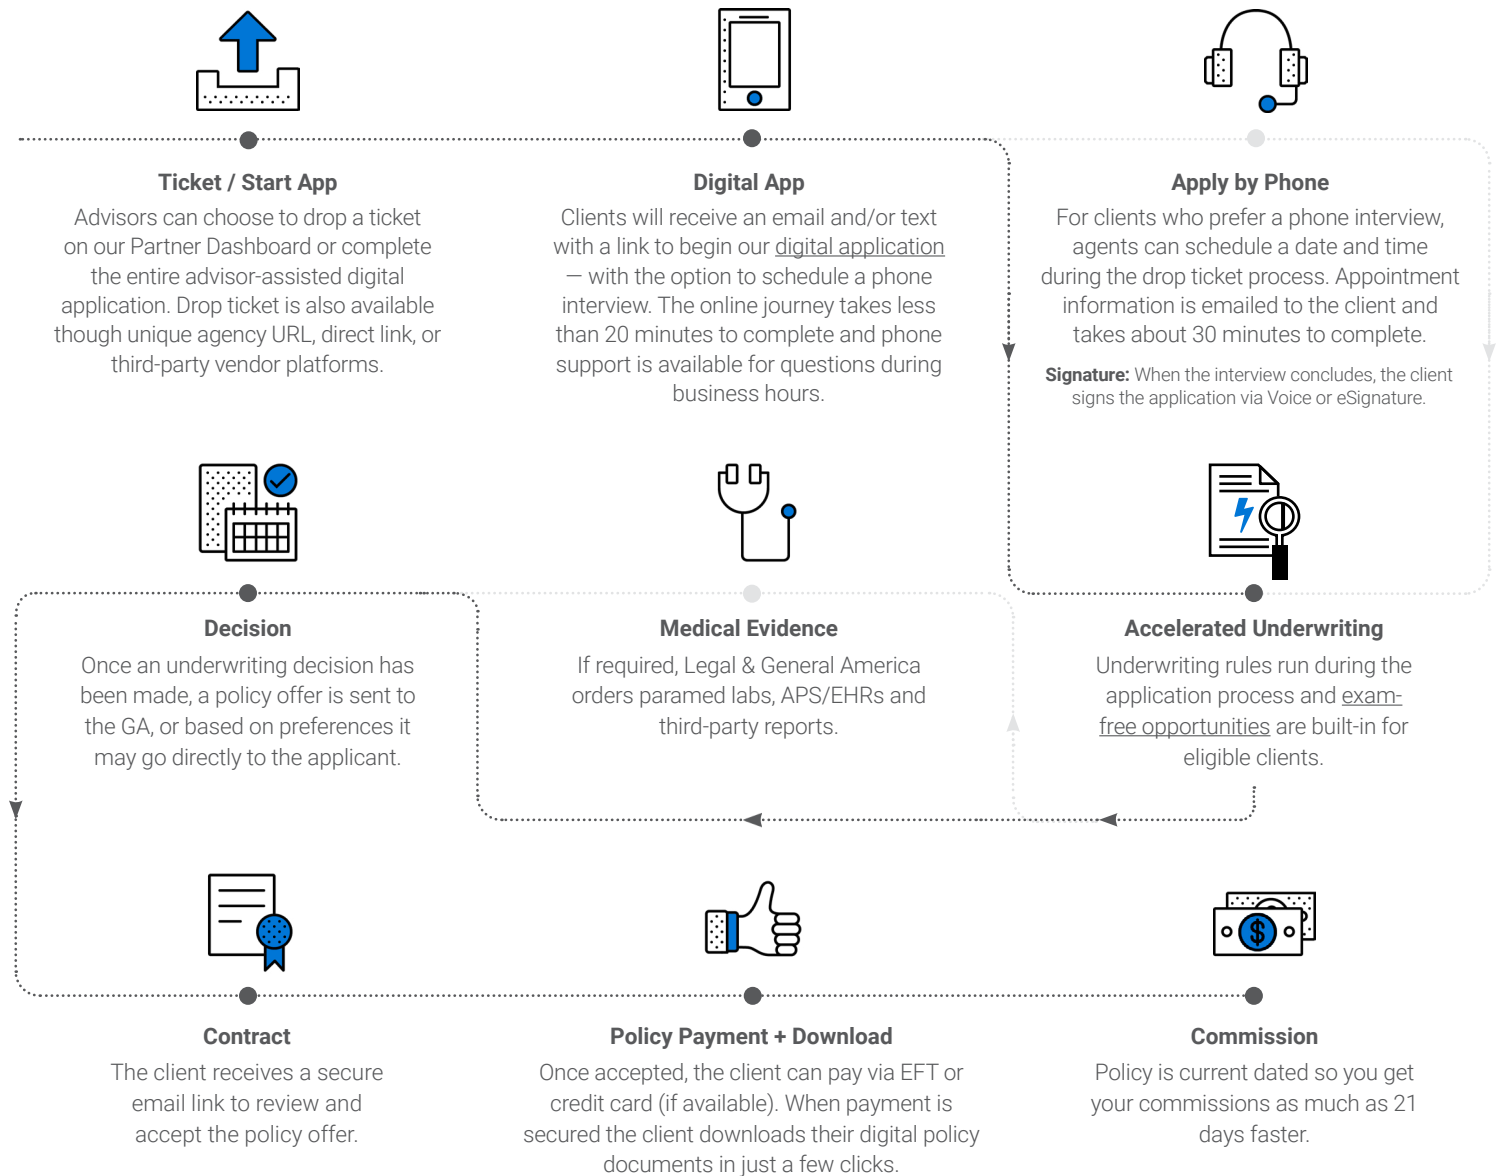 Ticket / Start App
Advisors can choose to drop a ticket
on our Partner Dashboard or complete
the entire advisor-assisted digital
application. Drop ticket is also available
though unique agency URL, direct link, or
third-party vendor platforms.
Digital App
Clients will receive an email and/or text
with a link to begin our digital application
— with the option to schedule a phone
interview. The online journey takes less
than 20 minutes to complete and phone
support is available for questions during
business hours.
Apply by Phone
For clients who prefer a phone interview,
agents can schedule a date and time
during the drop ticket process. Appointment
information is emailed to the client and
takes about 30 minutes to complete.
Signature: When the interview concludes, the client
signs the application via Voice or eSignature.
Decision
Once an underwriting decision has
been made, a policy offer is sent to
the GA, or based on preferences it
may go directly to the applicant.
Medical Evidence
If required, Legal & General America
orders paramed labs, APS/EHRs and
third-party reports.
Accelerated Underwriting
Underwriting rules run during the
application process and exam-
free opportunities are built-in for
eligible clients.
Contract
The client receives a secure
email link to review and
accept the policy offer.
Policy Payment + Download
Once accepted, the client can pay via EFT or
credit card (if available). When payment is
secured the client downloads their digital policy
documents in just a few clicks.
$
Commission
Policy is current dated so you get
your commissions as much as 21
days faster.